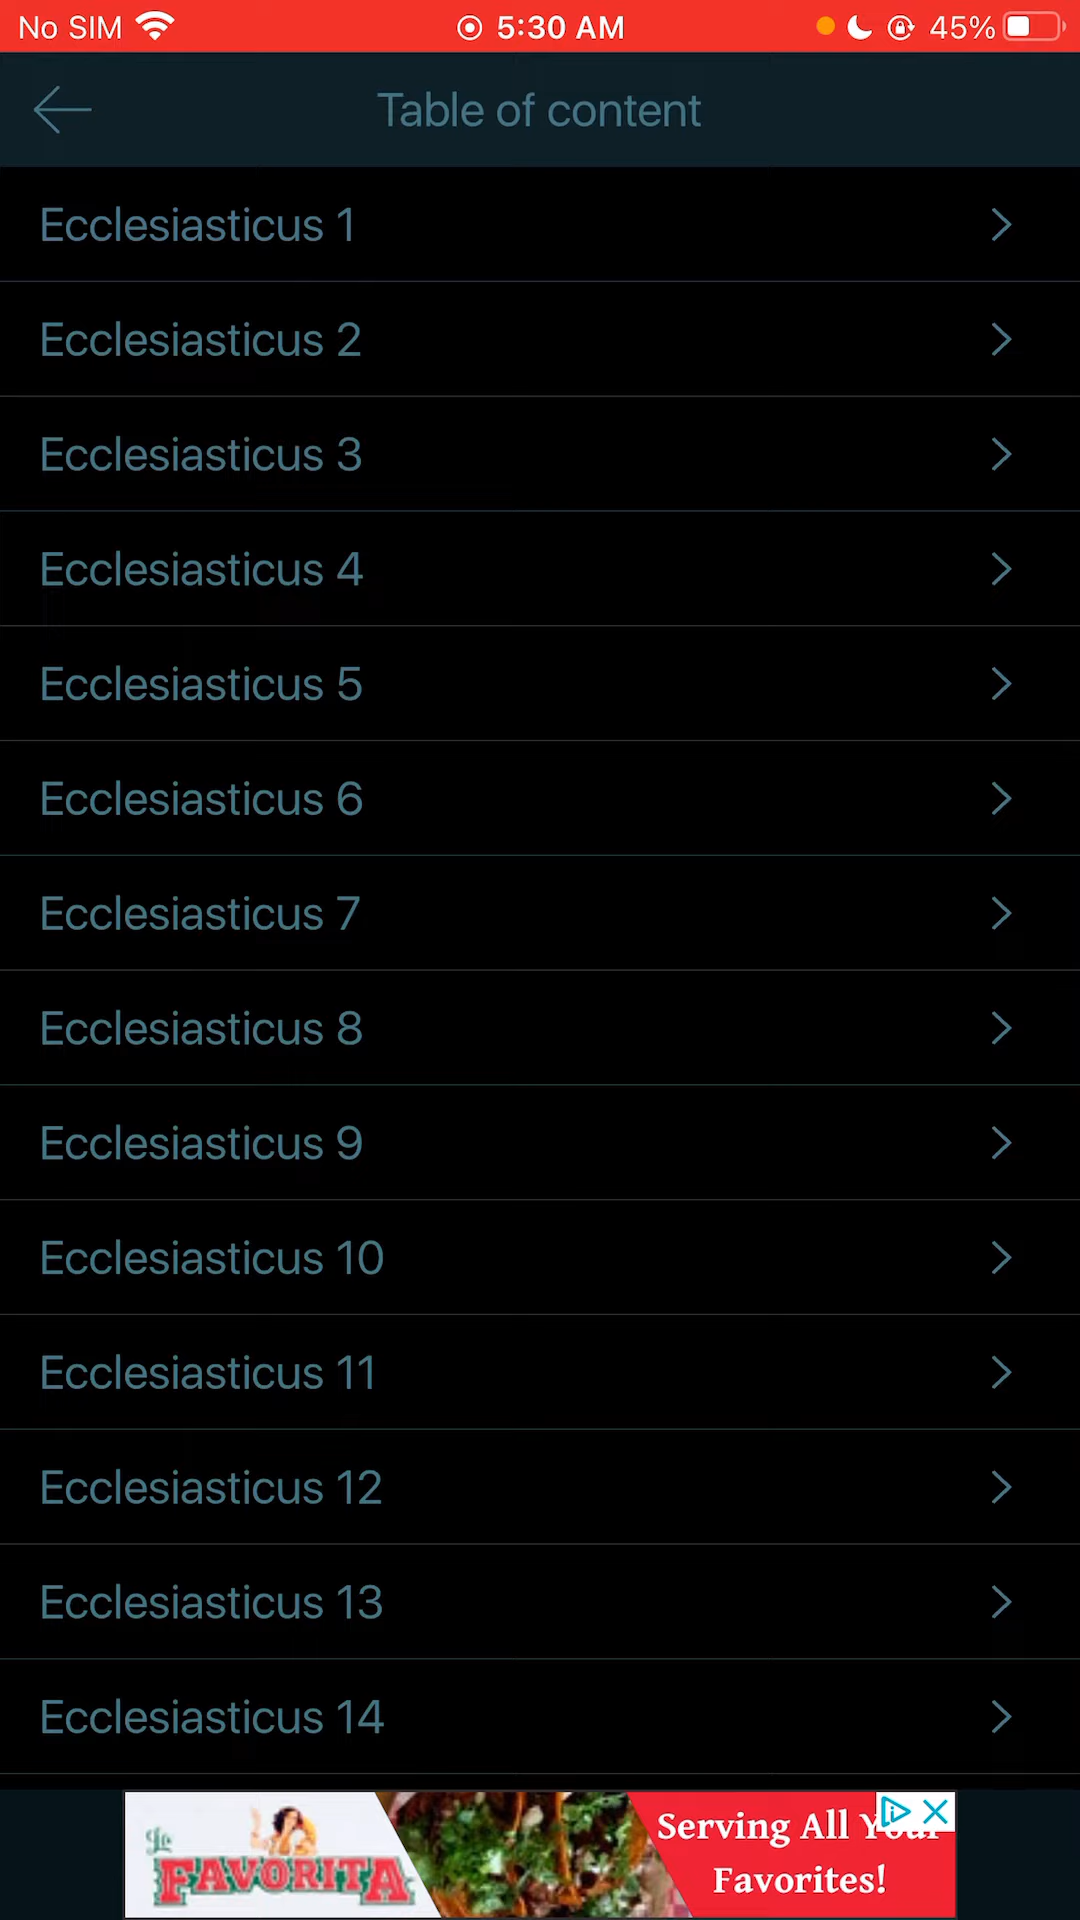 No SIM 5:30 AM 45%
Table of content
Ecclesiasticus 1
Ecclesiasticus 2
Ecclesiasticus 3
Ecclesiasticus 4
Ecclesiasticus 5
Ecclesiasticus 6
Ecclesiasticus 7
Ecclesiasticus 8
Ecclesiasticus 9
Ecclesiasticus 10
Ecclesiasticus 11
Ecclesiasticus 12
Ecclesiasticus 13
Ecclesiasticus 14
FAVORITA
Serving All Your
Favorites!